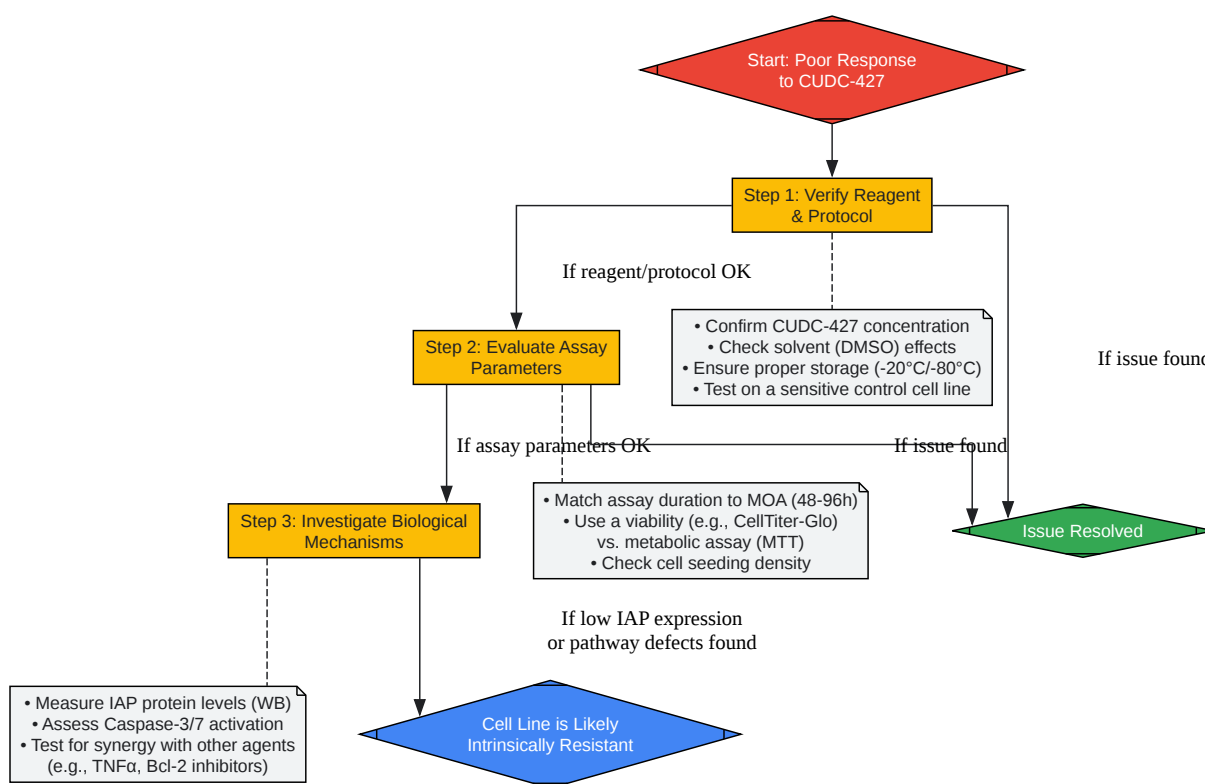 Start: Poor Response
to CUDC-427
Step 1: Verify Reagent
& Protocol
If reagent/protocol OK
• Confirm CUDC-427 concentration
• Check solvent (DMSO) effects
• Ensure proper storage (-20°C/-80°C)
• Test on a sensitive control cell line
If issue found
Step 2: Evaluate Assay
Parameters
If assay parameters OK
If issue found
• Match assay duration to MOA (48-96h)
• Use a viability (e.g., CellTiter-Glo)
vs. metabolic assay (MTT)
• Check cell seeding density
Step 3: Investigate Biological
Mechanisms
Issue Resolved
If low IAP expression
or pathway defects found
• Measure IAP protein levels (WB)
• Assess Caspase-3/7 activation
• Test for synergy with other agents
(e.g., TNFα, Bcl-2 inhibitors)
Cell Line is Likely
Intrinsically Resistant